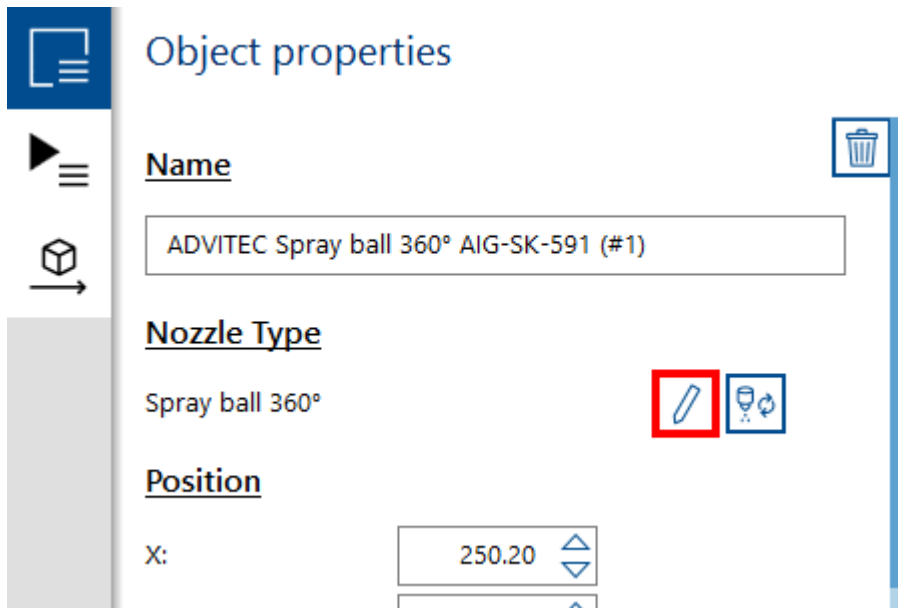 Object properties
Name
ADVITEC Spray ball 360° AIG-SK-591 (#1)
Nozzle Type
Spray ball 360°
Position
X:
250.20